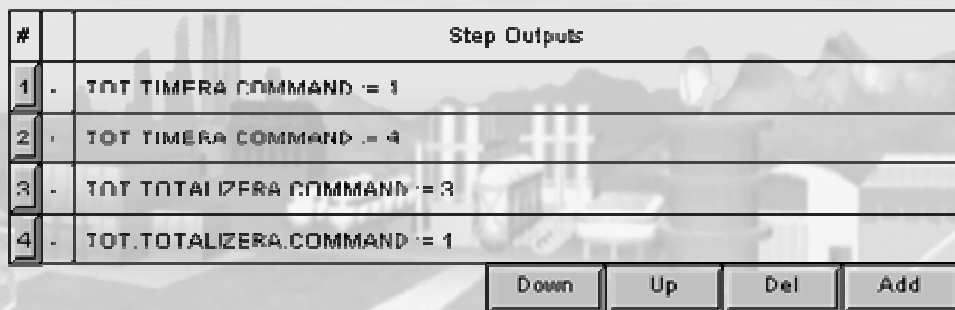 # Step Outputs
1 - TOT.TIMERA.COMMAND := 1
2 - TOT.TIMERA.COMMAND := 4
3 - TOT.TOTALIZERA.COMMAND := 3
4 - TOT.TOTALIZERA.COMMAND := 1
Down Up Del Add